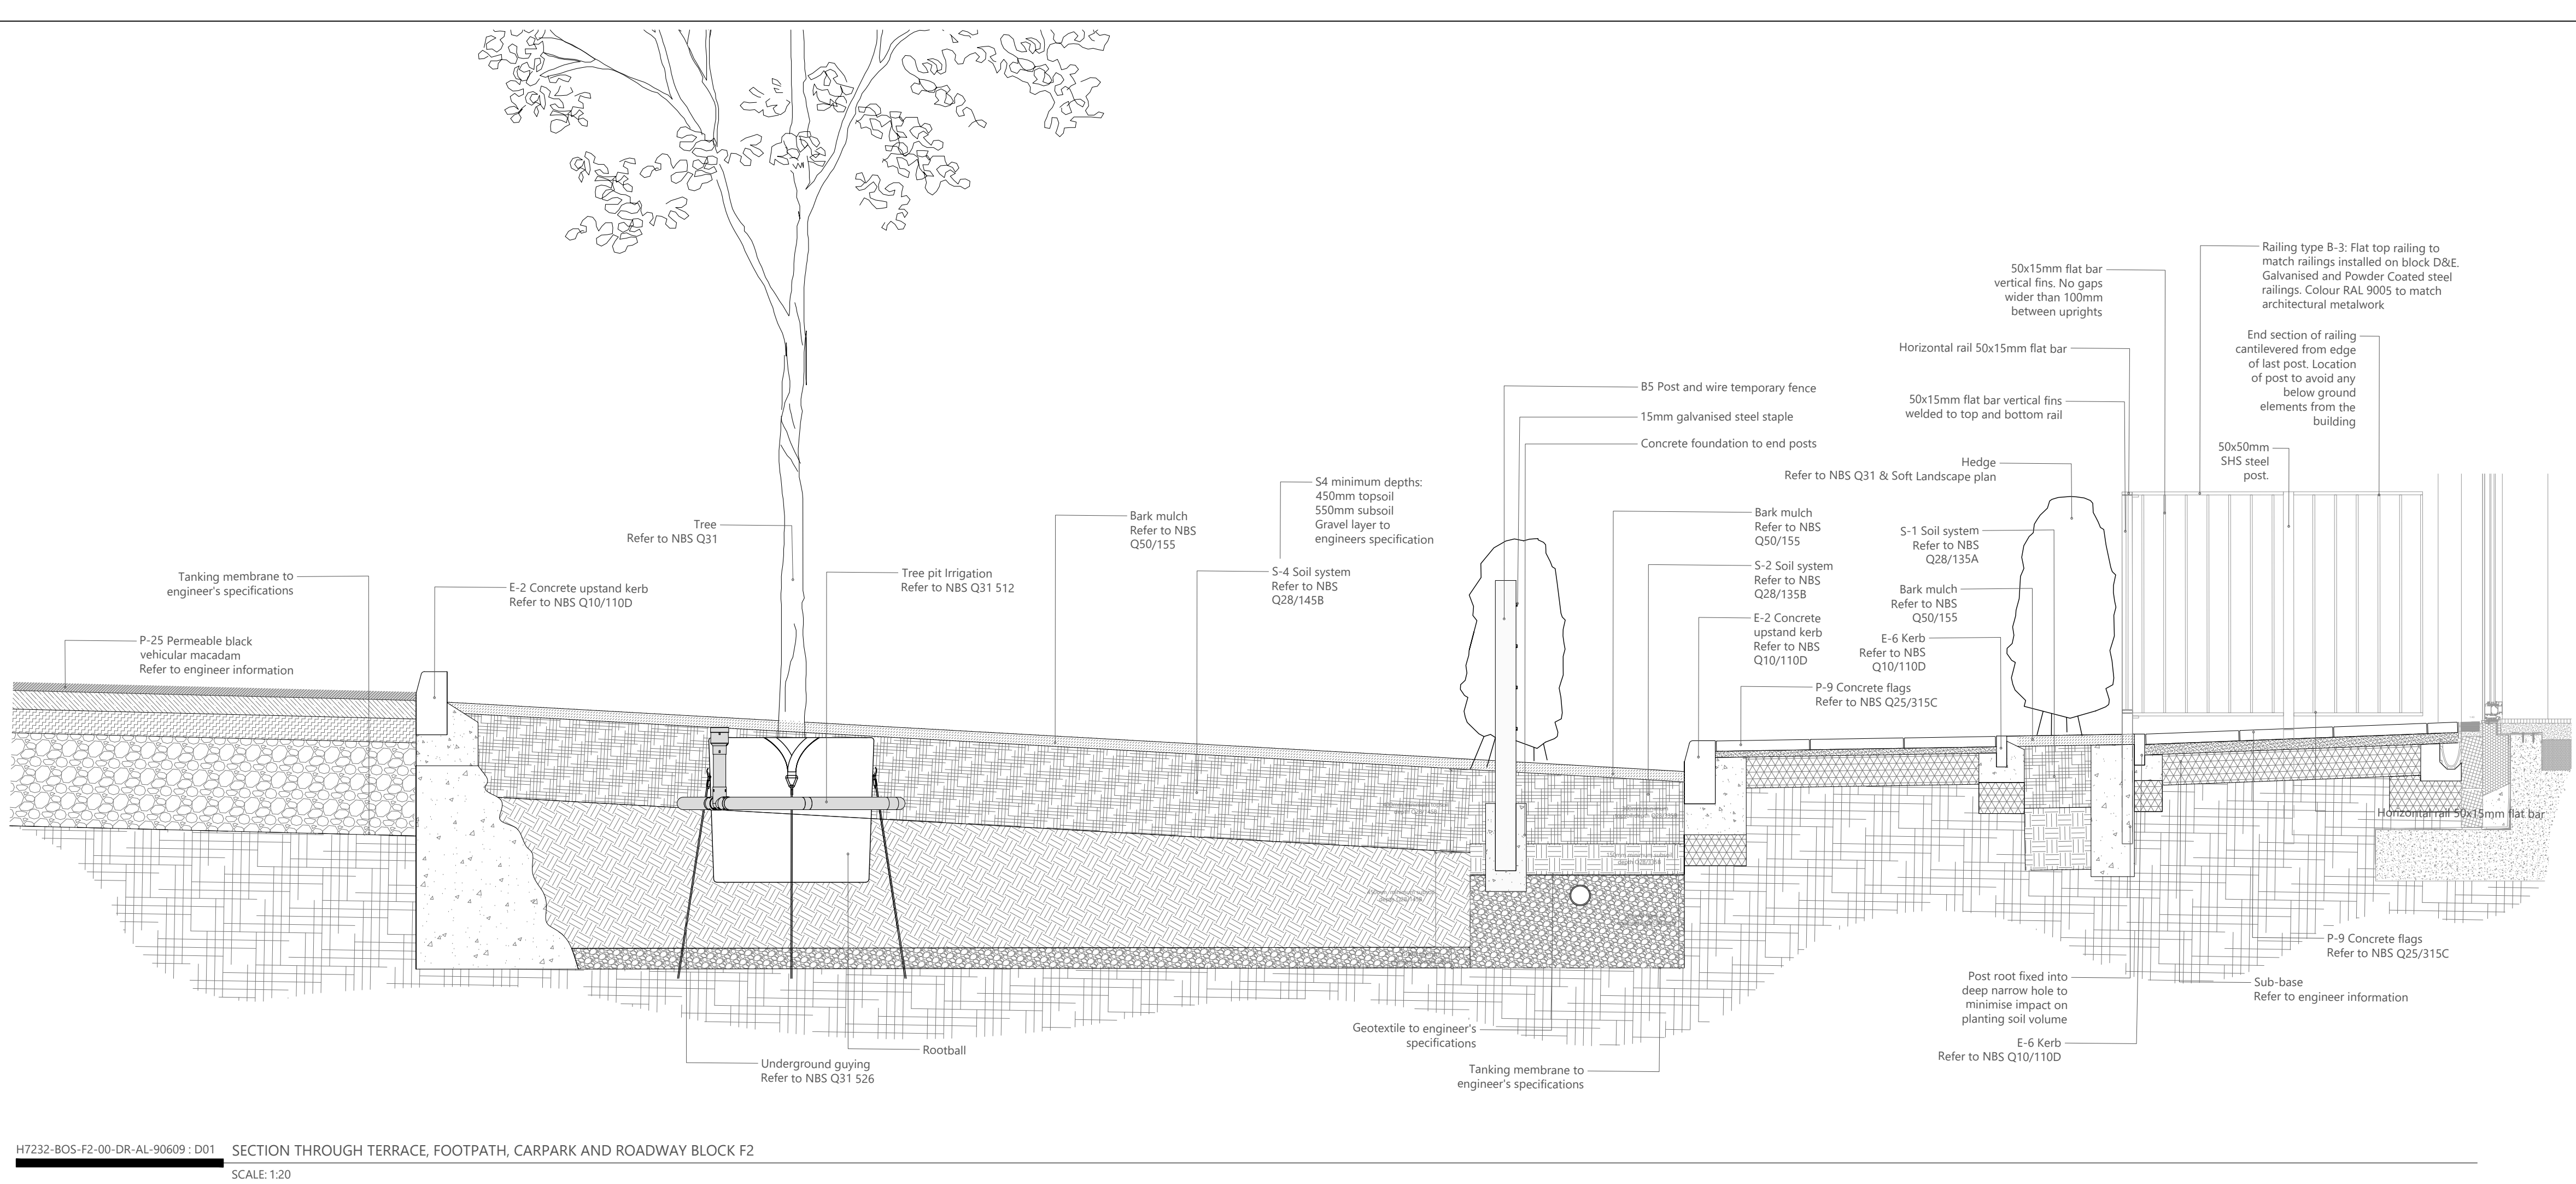 Railing type B-3: Flat top railing to
match railings installed on block D&E.
Galvanised and Powder Coated steel
railings. Colour RAL 9005 to match
architectural metalwork
50x15mm flat bar
vertical fins. No gaps
wider than 100mm
between uprights
End section of railing
cantilevered from edge
of last post. Location
of post to avoid any
below ground
elements from the
building
Horizontal rail 50x15mm flat bar
B5 Post and wire temporary fence
50x15mm flat bar vertical fins
welded to top and bottom rail
15mm galvanised steel staple
Concrete foundation to end posts
50x50mm
SHS steel
post.
Hedge
Refer to NBS Q31 & Soft Landscape plan
S4 minimum depths:
450mm topsoil
550mm subsoil
Gravel layer to
engineers specification
Tree
Refer to NBS Q31
Bark mulch
Refer to NBS
Q50/155
Bark mulch
Refer to NBS
Q50/155
S-1 Soil system
Refer to NBS
Q28/135A
Tanking membrane to
engineer's specifications
E-2 Concrete upstand kerb
Refer to NBS Q10/110D
Tree pit Irrigation
Refer to NBS Q31 512
S-4 Soil system
Refer to NBS
Q28/145B
S-2 Soil system
Refer to NBS
Q28/135B
Bark mulch
Refer to NBS
Q50/155
E-2 Concrete
upstand kerb
Refer to NBS
Q10/110D
E-6 Kerb
Refer to NBS
Q10/110D
P-25 Permeable black
vehicular macadam
Refer to engineer information
P-9 Concrete flags
Refer to NBS Q25/315C
Horizontal rail 50x15mm flat bar
P-9 Concrete flags
Refer to NBS Q25/315C
Post root fixed into
deep narrow hole to
minimise impact on
planting soil volume
Sub-base
Refer to engineer information
Geotextile to engineer's
specifications
E-6 Kerb
Refer to NBS Q10/110D
Rootball
Underground guying
Refer to NBS Q31 526
Tanking membrane to
engineer's specifications
H7232-BOS-F2-00-DR-AL-90609 : D01
SECTION THROUGH TERRACE, FOOTPATH, CARPARK AND ROADWAY BLOCK F2
SCALE: 1:20